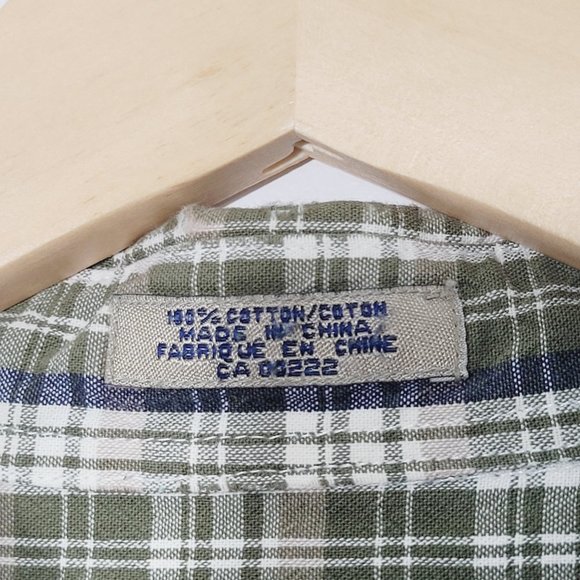 100% COTTON/COTON
MADE IN CHINA
FABRIQUE EN CHINE
CA 00222